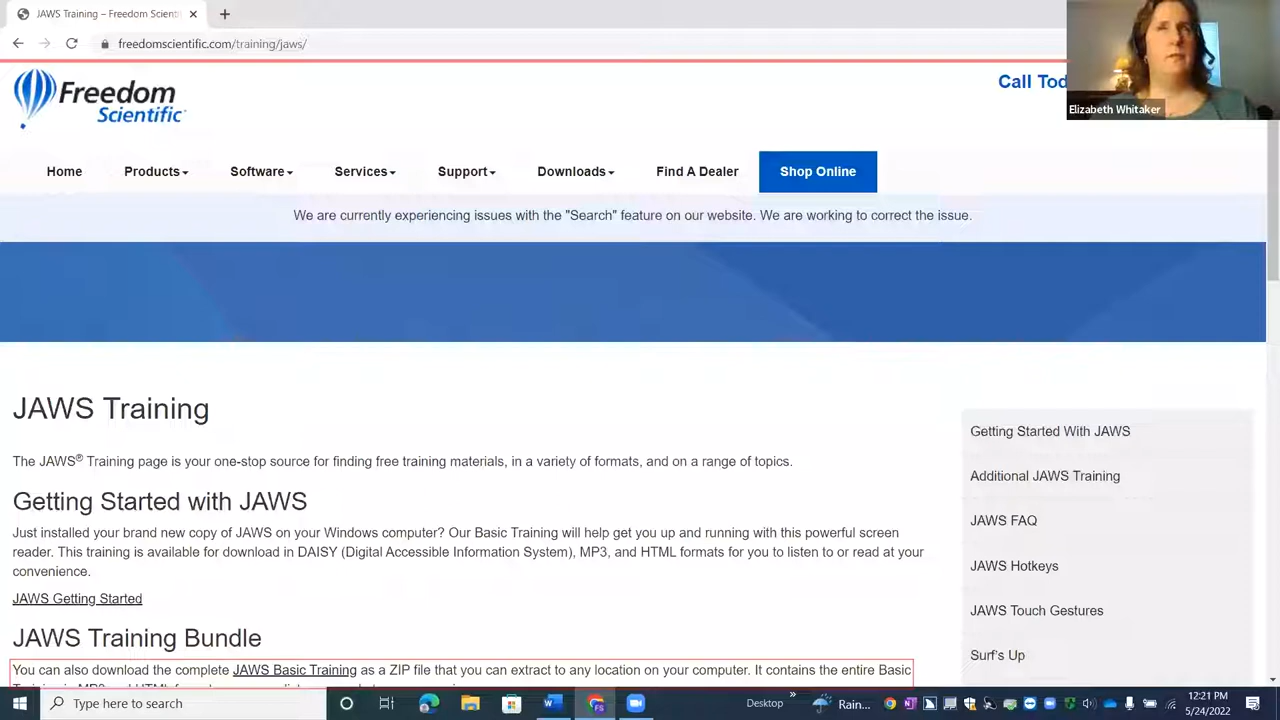 JAWS Training – Freedom Scienti
freedomscientific.com/training/jaws/
Freedom
Scientific
Call Tod
Elizabeth Whitaker
Home
Products
Software
Services
Support
Downloads
Find A Dealer
Shop Online
We are currently experiencing issues with the "Search" feature on our website. We are working to correct the issue.
JAWS Training
The JAWS® Training page is your one-stop source for finding free training materials, in a variety of formats, and on a range of topics.
Getting Started with JAWS
Just installed your brand new copy of JAWS on your Windows computer? Our Basic Training will help get you up and running with this powerful screen
reader. This training is available for download in DAISY (Digital Accessible Information System), MP3, and HTML formats for you to listen to or read at your
convenience.
JAWS Getting Started
JAWS Training Bundle
You can also download the complete JAWS Basic Training as a ZIP file that you can extract to any location on your computer. It contains the entire Basic
Getting Started With JAWS
Additional JAWS Training
JAWS FAQ
JAWS Hotkeys
JAWS Touch Gestures
Surf's Up
Type here to search
Desktop
Rain...
12:21 PM
5/24/2022